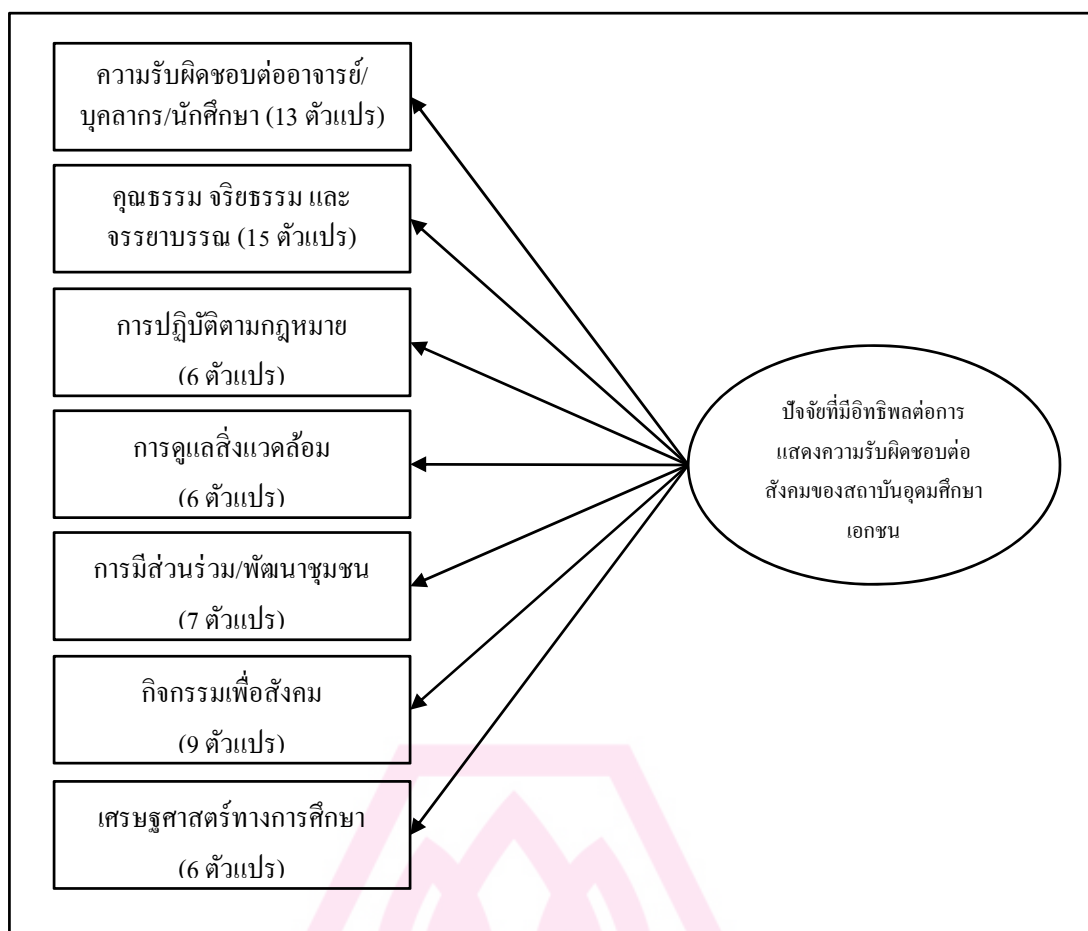 ความรับผิดชอบต่ออาจารย์/
บุคลากร/นักศึกษา (13 ตัวแปร)
คุณธรรม จริยธรรม และ
จรรยาบรรณ (15 ตัวแปร)
การปฏิบัติตามกฎหมาย
(6 ตัวแปร)
การดูแลสิ่งแวดล้อม
(6 ตัวแปร)
การมีส่วนร่วม/พัฒนาชุมชน
(7 ตัวแปร)
กิจกรรมเพื่อสังคม
(9 ตัวแปร)
เศรษฐศาสตร์ทางการศึกษา
(6 ตัวแปร)
ปัจจัยที่มีอิทธิพลต่อการ
แสดงความรับผิดชอบต่อ
สังคมของสถาบันอุดมศึกษา
เอกชน